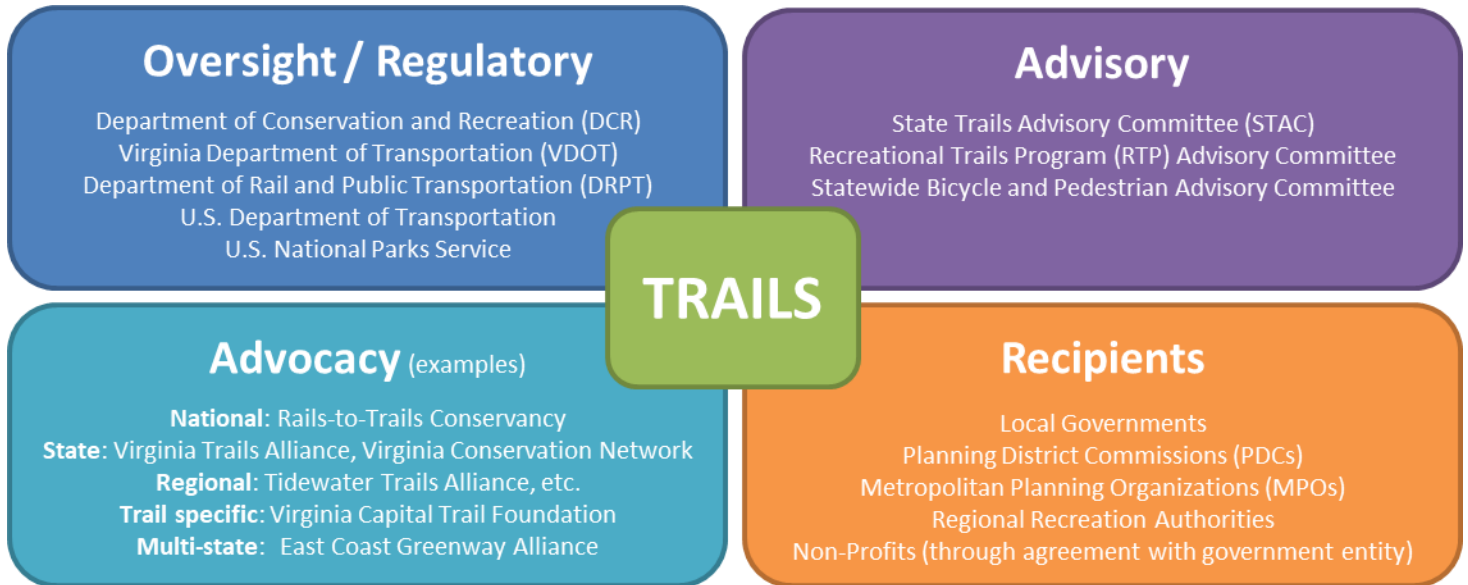 Oversight / Regulatory
Department of Conservation and Recreation (DCR)
Virginia Department of Transportation (VDOT)
Department of Rail and Public Transportation (DRPT)
U.S. Department of Transportation
U.S. National Parks Service
Advisory
State Trails Advisory Committee (STAC)
Recreational Trails Program (RTP) Advisory Committee
Statewide Bicycle and Pedestrian Advisory Committee
TRAILS
Advocacy (examples)
National: Rails-to-Trails Conservancy
State: Virginia Trails Alliance, Virginia Conservation Network
Regional: Tidewater Trails Alliance, etc.
Trail specific: Virginia Capital Trail Foundation
Multi-state: East Coast Greenway Alliance
Recipients
Local Governments
Planning District Commissions (PDCs)
Metropolitan Planning Organizations (MPOs)
Regional Recreation Authorities
Non-Profits (through agreement with government entity)